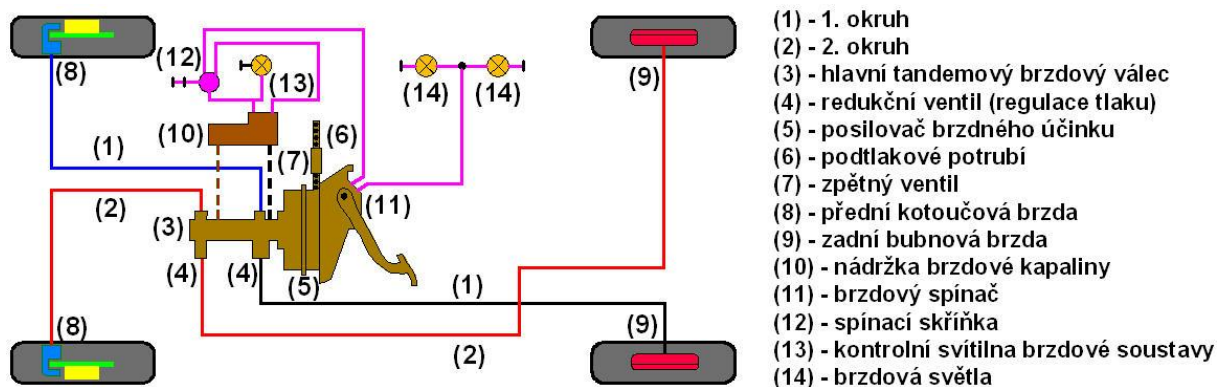 (8)
(12)
(13)
(14)
(14)
(9)
(10)
(1)
(7)
(6)
(2)
(3)
(11)
(4)
(4)
(5)
(1)
(8)
(9)
(2)
(1) - 1. okruh
(2) - 2. okruh
(3) - hlavní tandemový brzdový válec
(4) - redukční ventil (regulace tlaku)
(5) - posilovač brzdného účinku
(6) - podtlakové potrubí
(7) - zpětný ventil
(8) - přední kotoučová brzda
(9) - zadní bubnová brzda
(10) - nádržka brzdové kapaliny
(11) - brzdový spínač
(12) - spínací skříňka
(13) - kontrolní svítilna brzdové soustavy
(14) - brzdová světla